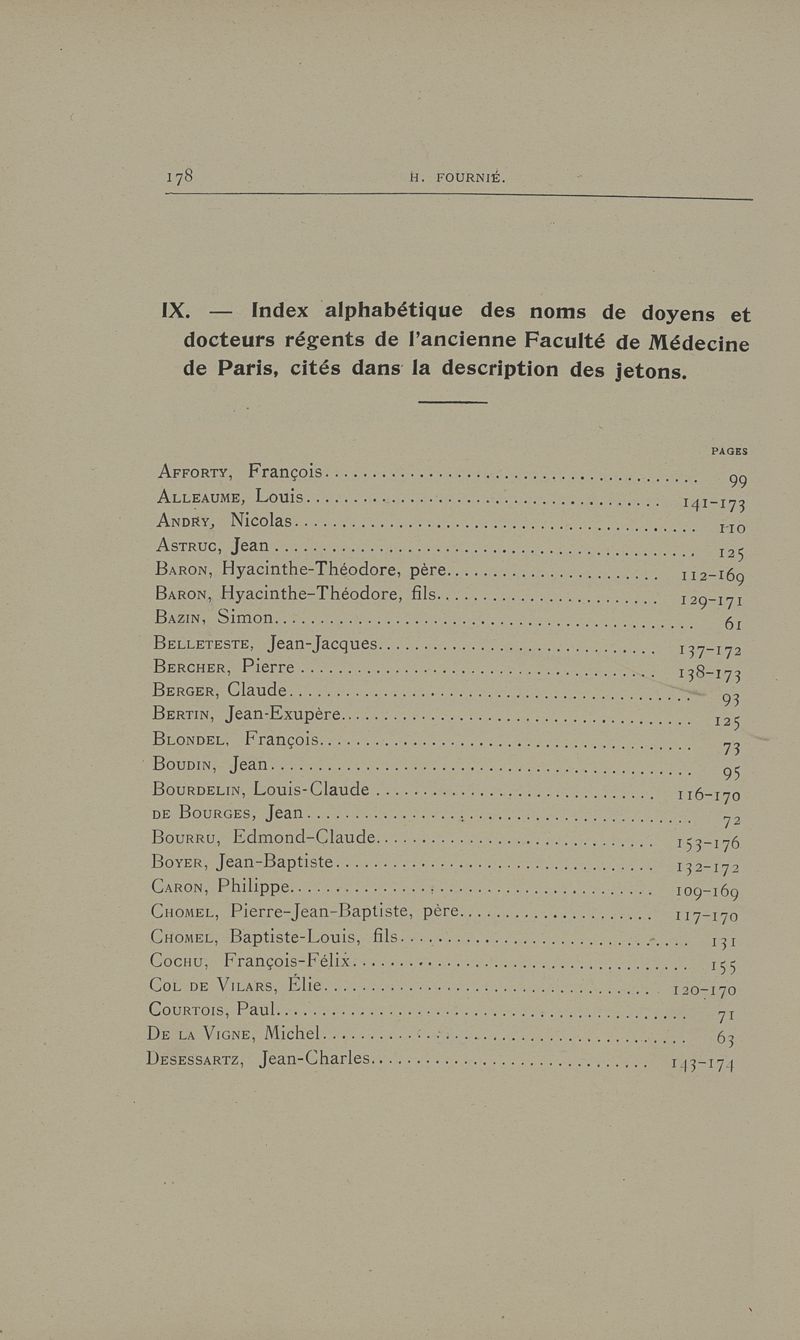 178
H. FOURNIÉ.
IX. — Index alphabétique des noms de doyens et
docteurs régents de l'ancienne Faculté de Médecine
de Paris, cités dans la description des jetons.
PAGES
AFFORTY, François 99
ALLEAUME, Louis 141-173
ANDRY, Nicolas 110
ASTRUC, Jean 125
BARON, Hyacinthe-Théodore, père 112-169
BARON, Hyacinthe-Théodore, fils 129-171
BAZIN, Simon 61
BELLETESTE, Jean-Jacques 137-172
BERCHER, Pierre 138-173
BERGER, Claude 93
BERTIN, Jean-Exupère 125
BLONDEL, François 73
BOUDIN, Jean 95
BOURDELIN, Louis-Claude 116-170
DE BOURGES, Jean 72
BOURRU, Edmond-Claude 153-176
BOYER, Jean-Baptiste 132-172
CARON, Philippe 109-169
CHOMEL, Pierre-Jean-Baptiste, père 117-170
CHOMEL, Baptiste-Louis, fils 131
COCHU, François-Félix 155
COL DE VILARS, Élie 120-170
COURTOIS, Paul 71
DE LA VIGNE, Michel 63
DESESSARTZ, Jean-Charles 143-174